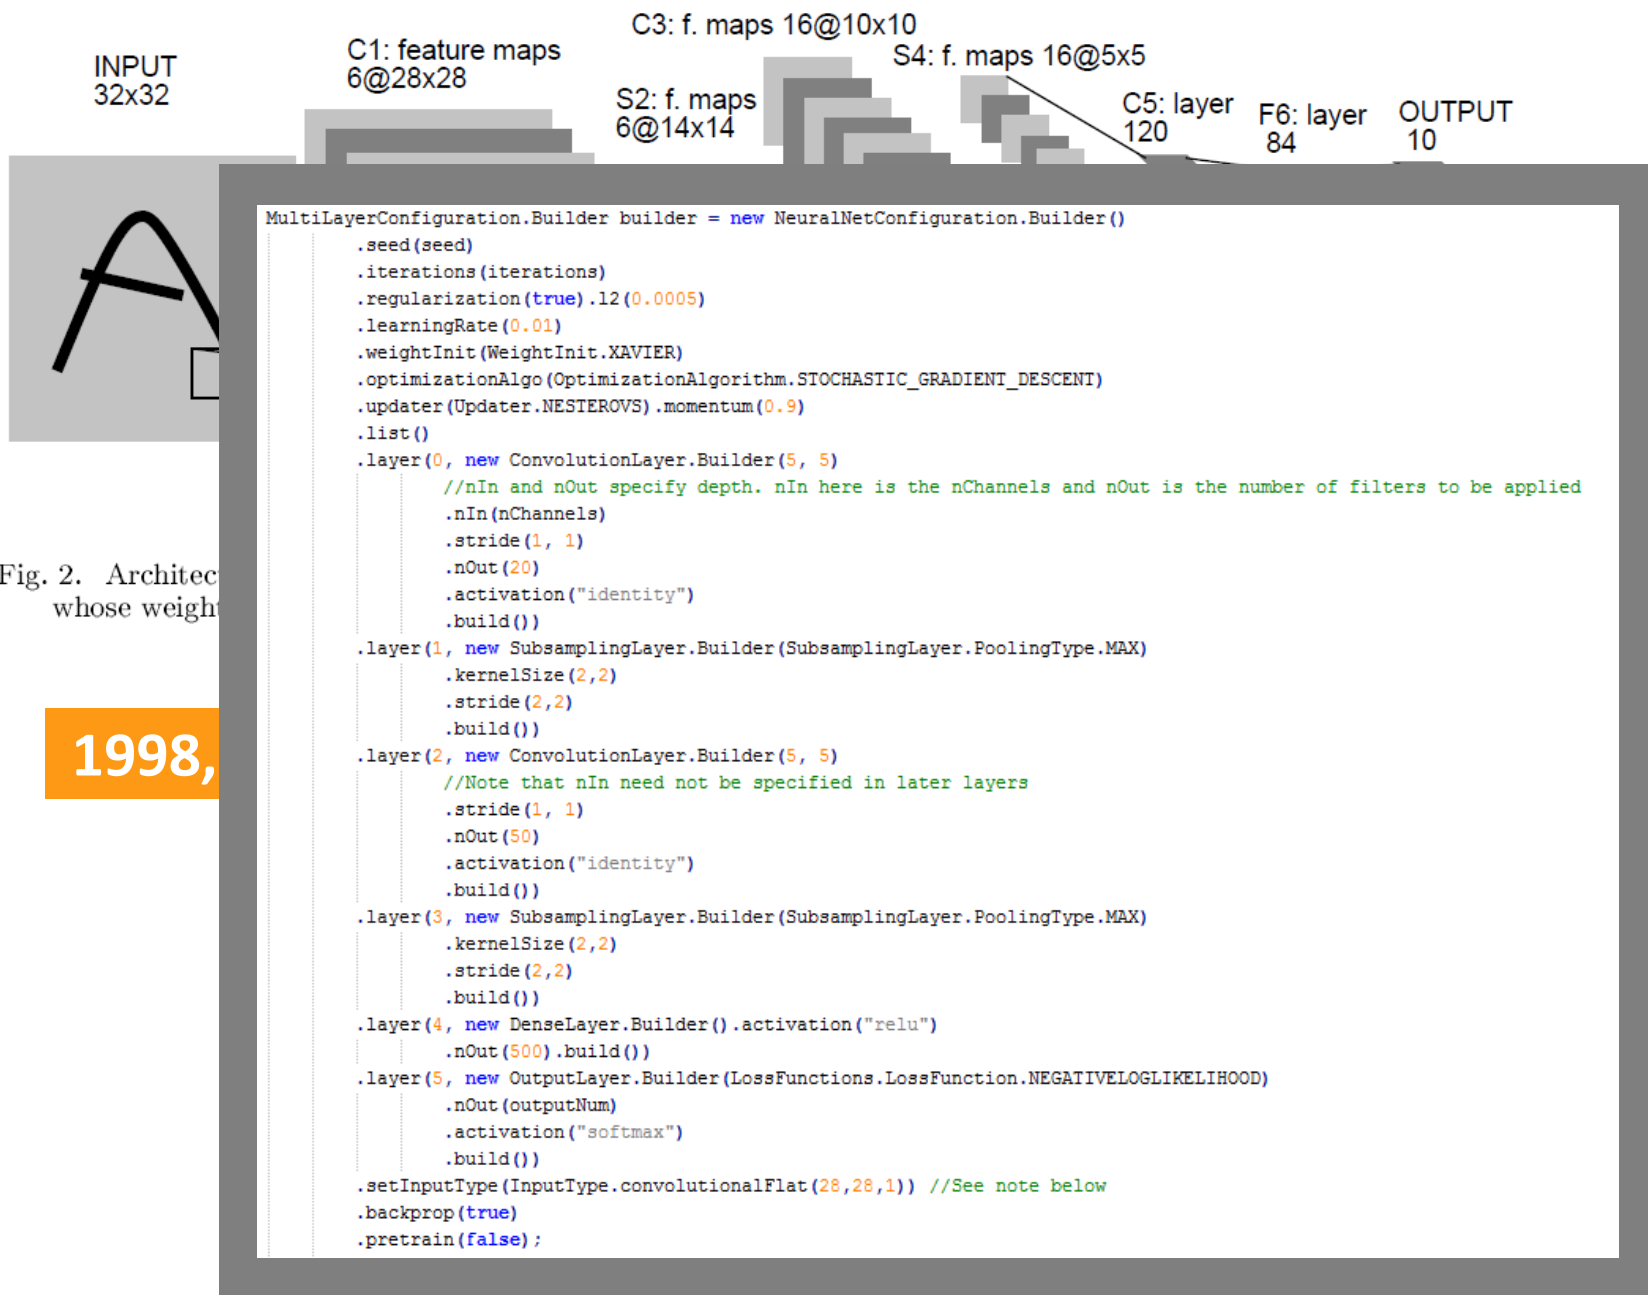 C3: f. maps 16@10x10
INPUT
32x32
C1: feature maps
6@28x28
S4: f. maps 16@5x5
S2: f. maps
6@14x14
C5: layer
120
F6: layer
84
OUTPUT
10
MultiLayerConfiguration.Builder builder = new NeuralNetConfiguration.Builder()
.seed(seed)
.iterations(iterations)
.regularization(true).l2(0.0005)
.learningRate(0.01)
.weightInit(WeightInit.XAVIER)
.optimizationAlgo(OptimizationAlgorithm.STOCHASTIC_GRADIENT_DESCENT)
.updater(Updater.NESTEROVS).momentum(0.9)
.list()
.layer(0, new ConvolutionLayer.Builder(5, 5)
//nIn and nOut specify depth. nIn here is the nChannels and nOut is the number of filters to be applied
.nIn(nChannels)
.stride(1, 1)
.nOut(20)
.activation("identity")
.build())
.layer(1, new SubsamplingLayer.Builder(SubsamplingLayer.PoolingType.MAX)
.kernelSize(2,2)
.stride(2,2)
.build())
.layer(2, new ConvolutionLayer.Builder(5, 5)
//Note that nIn need not be specified in later layers
.stride(1, 1)
.nOut(50)
.activation("identity")
.build())
.layer(3, new SubsamplingLayer.Builder(SubsamplingLayer.PoolingType.MAX)
.kernelSize(2,2)
.stride(2,2)
.build())
.layer(4, new DenseLayer.Builder().activation("relu")
.nOut(500).build())
.layer(5, new OutputLayer.Builder(LossFunctions.LossFunction.NEGATIVELOGLIKELIHOOD)
.nOut(outputNum)
.activation("softmax")
.build())
.setInputType(InputType.convolutionalFlat(28,28,1)) //See note below
.backprop(true)
.pretrain(false);
Fig. 2. Architec
whose weight
1998,